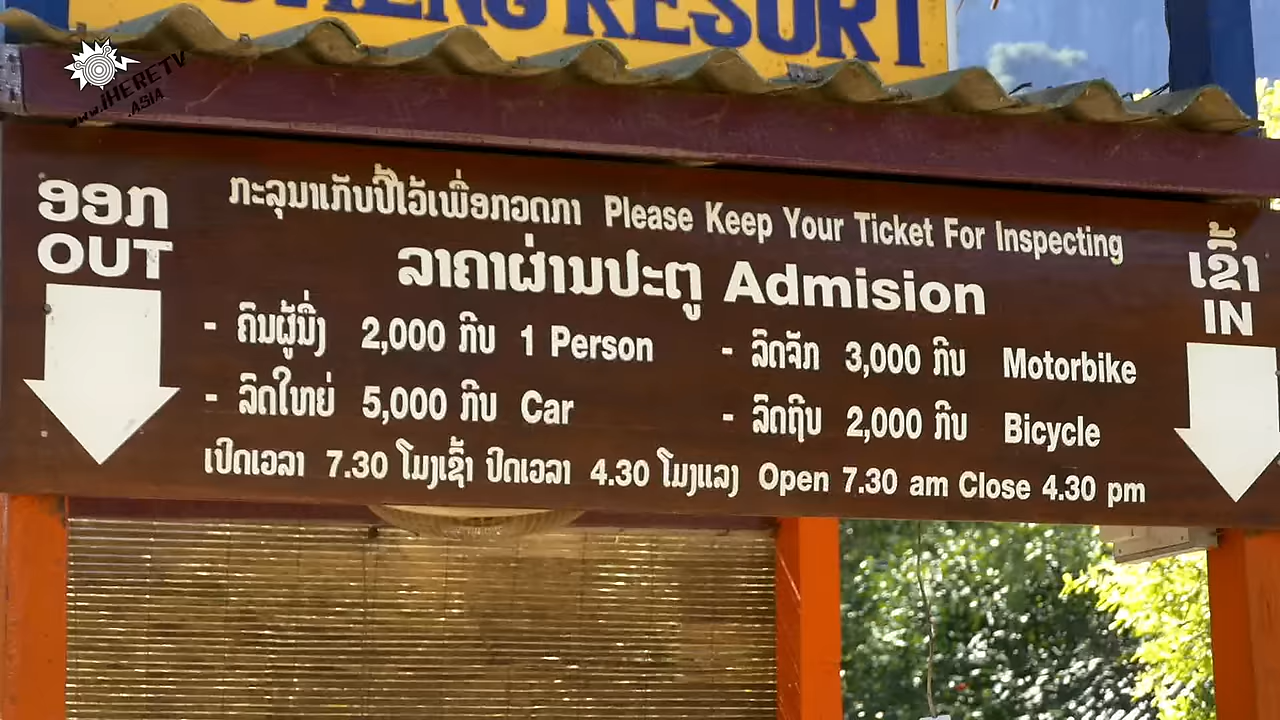 RESORT
iHERETV
www. .ASIA
ອອກ
OUT
ກະລຸນາເກັບປີ້ໄວ້ເພື່ອກວດກາ Please Keep Your Ticket For Inspecting
ລາຄາຜ່ານປະຕູ Admision
- ຄົນຜູ້ນຶ່ງ 2,000 ກີບ 1 Person
- ລົດຈັກ 3,000 ກີບ Motorbike
- ລົດໃຫຍ່ 5,000 ກີບ Car
- ລົດຖີບ 2,000 ກີບ Bicycle
ເປີດເວລາ 7.30 ໂມງເຊົ້າ ປິດເວລາ 4.30 ໂມງແລງ Open 7.30 am Close 4.30 pm
ເຂົ້າ
IN